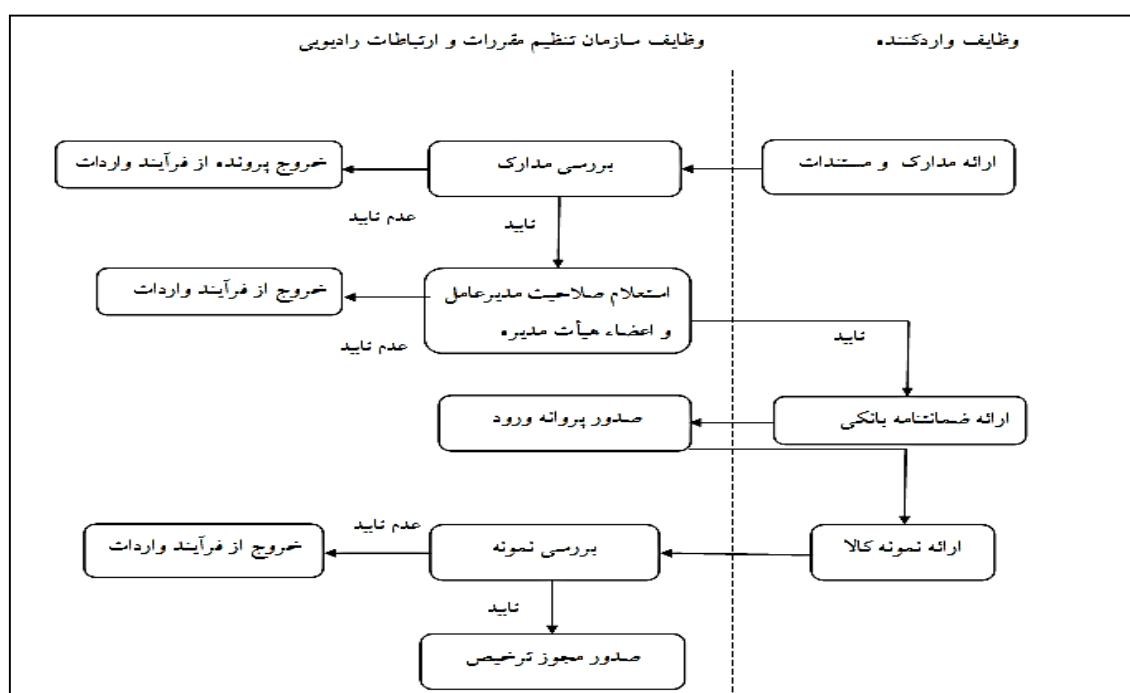 وظایف واردکننده
وظایف سازمان تنظیم مقررات و ارتباطات رادیویی
ارائه مدارک و مستندات
بررسی مدارک
خروج پرونده از فرآیند واردات
عدم تایید
تایید
استعلام صلاحیت مدیرعامل
و اعضاء هیأت مدیره
خروج از فرآیند واردات
عدم تایید
تایید
ارائه ضمانتنامه بانکی
صدور پروانه ورود
ارائه نمونه کالا
بررسی نمونه
عدم تایید
خروج از فرآیند واردات
تایید
صدور مجوز ترخیص